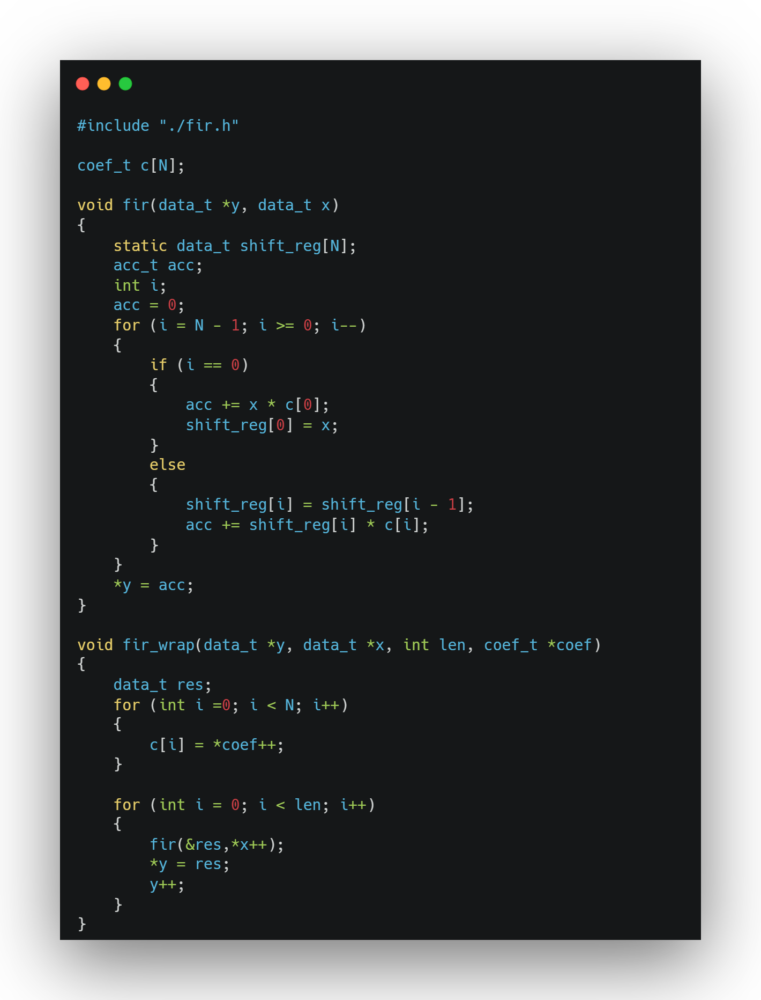 #include "./fir.h"

coef_t c[N];

void fir(data_t *y, data_t x)
{
    static data_t shift_reg[N];
    acc_t acc;
    int i;
    acc = 0;
    for (i = N - 1; i >= 0; i--)
    {
        if (i == 0)
        {
            acc += x * c[0];
            shift_reg[0] = x;
        }
        else
        {
            shift_reg[i] = shift_reg[i - 1];
            acc += shift_reg[i] * c[i];
        }
    }
    *y = acc;
}

void fir_wrap(data_t *y, data_t *x, int len, coef_t *coef)
{
    data_t res;
    for (int i =0; i < N; i++)
    {
        c[i] = *coef++;
    }

    for (int i = 0; i < len; i++)
    {
        fir(&res,*x++);
        *y = res;
        y++;
    }
}